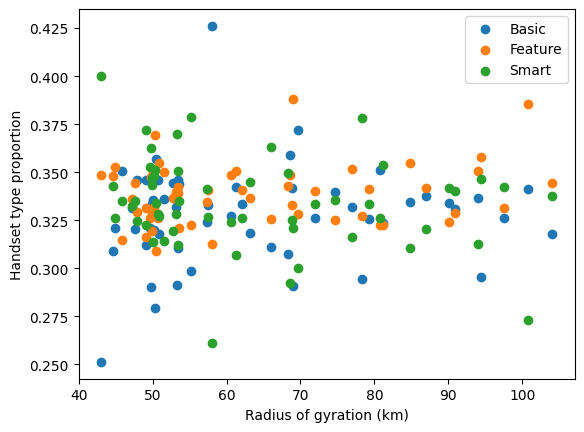 Basic
Feature
Smart
0.425
0.400
0.375
0.350
0.325
0.300
0.275
0.250
Handset type proportion
40 50 60 70 80 90 100
Radius of gyration (km)